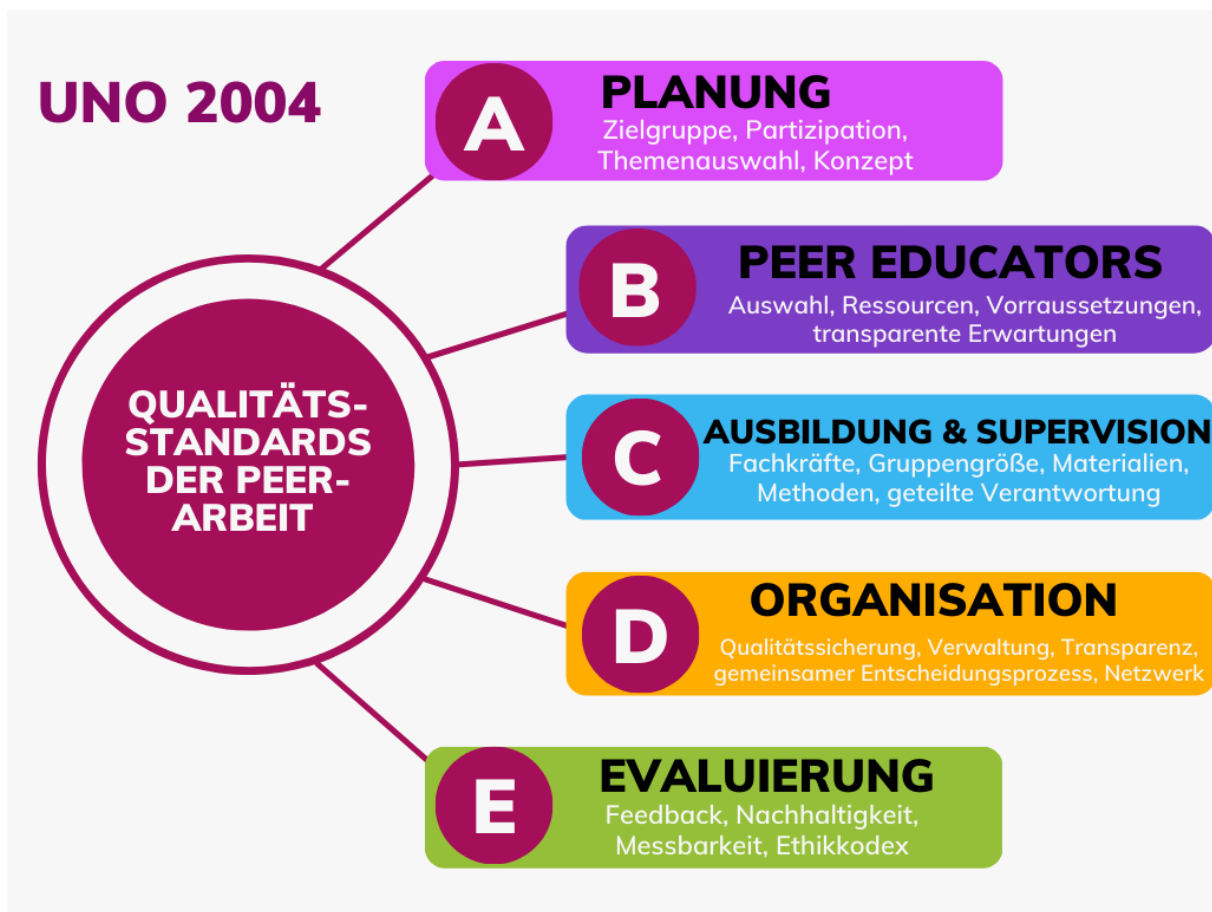 UNO 2004
QUALITÄTS-
STANDARDS
DER PEER-
ARBEIT
A
PLANUNG
Zielgruppe, Partizipation,
Themenauswahl, Konzept
B
PEER EDUCATORS
Auswahl, Ressourcen, Vorraussetzungen,
transparente Erwartungen
C
AUSBILDUNG & SUPERVISION
Fachkräfte, Gruppengröße, Materialien,
Methoden, geteilte Verantwortung
D
ORGANISATION
Qualitätssicherung, Verwaltung, Transparenz,
gemeinsamer Entscheidungsprozess, Netzwerk
E
EVALUIERUNG
Feedback, Nachhaltigkeit,
Messbarkeit, Ethikkodex